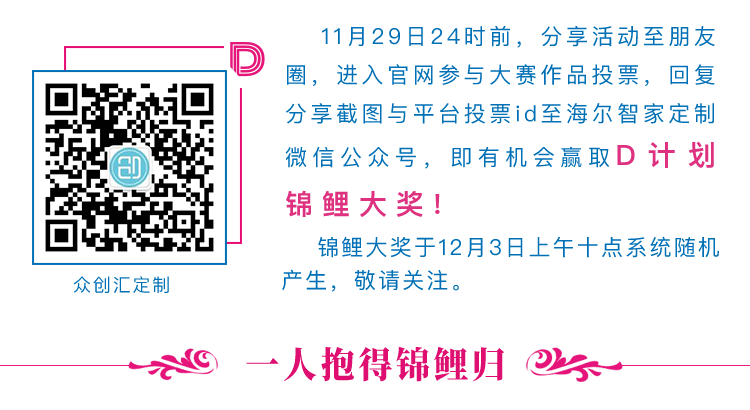 D
11月29日24时前，分享活动至朋友
圈，进入官网参与大赛作品投票，回复
分享截图与平台投票id至海尔智家定制
微信公众号，即有机会赢取D计划
锦鲤大奖！
锦鲤大奖于12月3日上午十点系统随机
产生，敬请关注。
众创汇定制
一人抱得锦鲤归